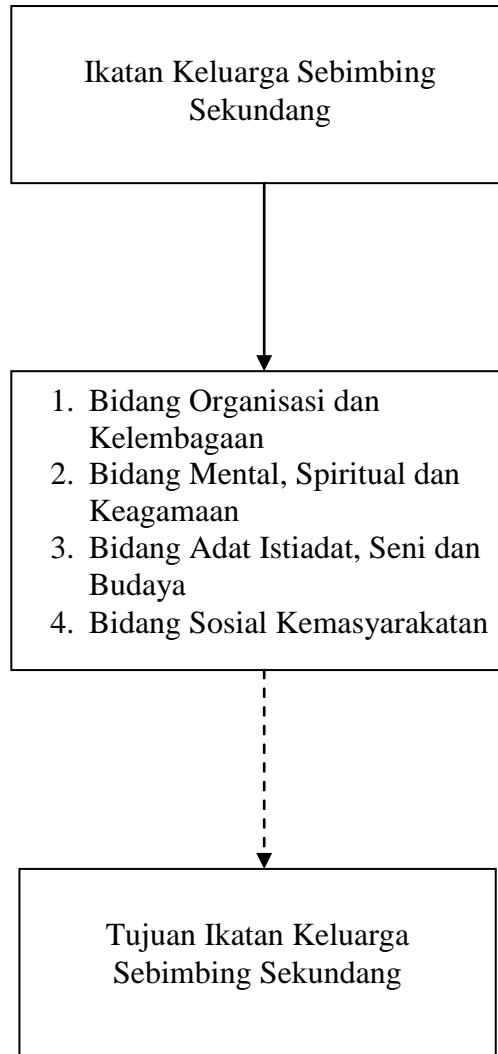 Ikatan Keluarga Sebimbing
Sekundang
1. Bidang Organisasi dan
Kelembagaan
2. Bidang Mental, Spiritual dan
Keagamaan
3. Bidang Adat Istiadat, Seni dan
Budaya
4. Bidang Sosial Kemasyarakatan
Tujuan Ikatan Keluarga
Sebimbing Sekundang